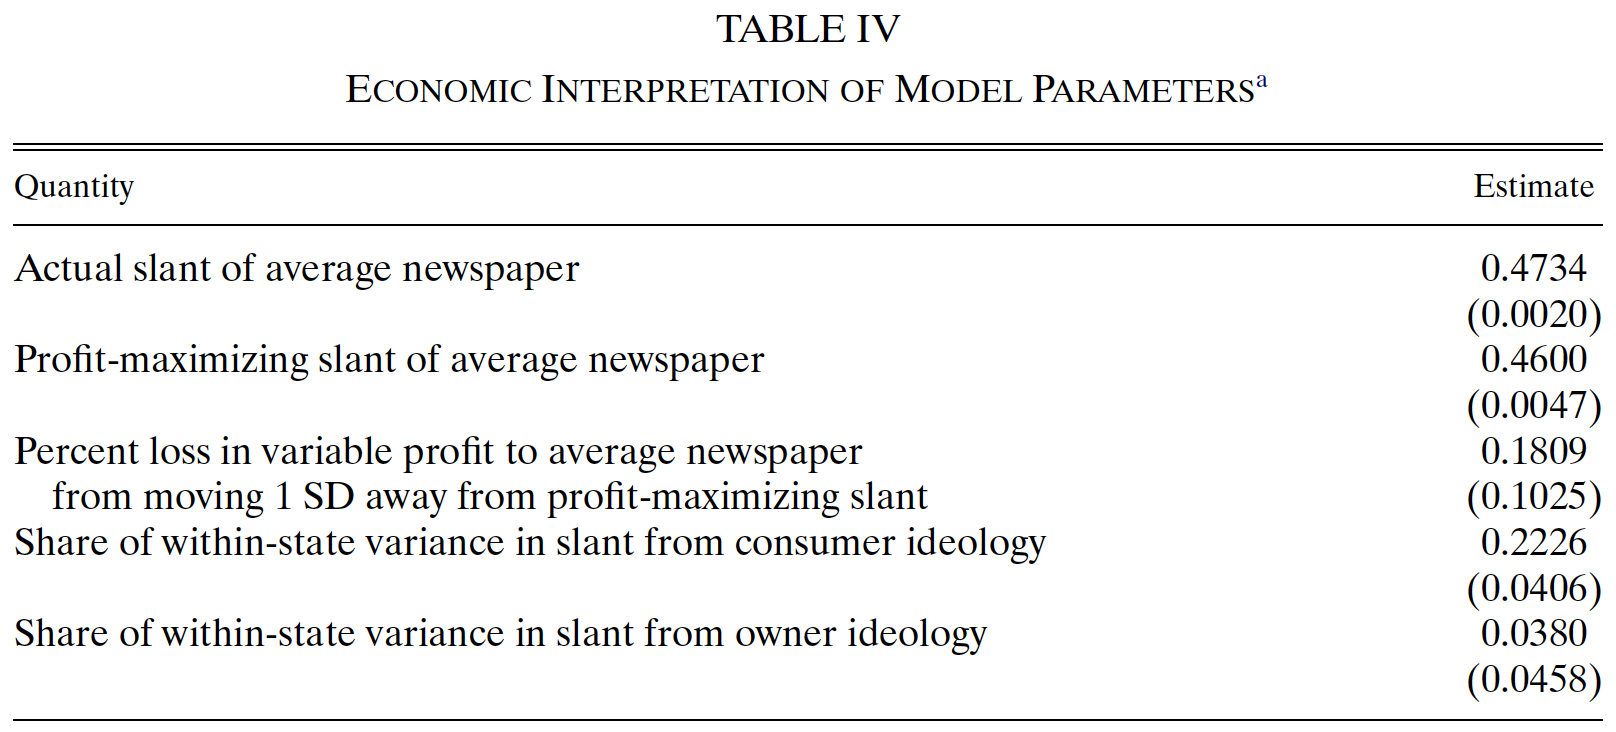 TABLE IV
ECONOMIC INTERPRETATION OF MODEL PARAMETERSa
Quantity Estimate
Actual slant of average newspaper 0.4734
(0.0020)
Profit-maximizing slant of average newspaper 0.4600
(0.0047)
Percent loss in variable profit to average newspaper 0.1809
from moving 1 SD away from profit-maximizing slant (0.1025)
Share of within-state variance in slant from consumer ideology 0.2226
(0.0406)
Share of within-state variance in slant from owner ideology 0.0380
(0.0458)